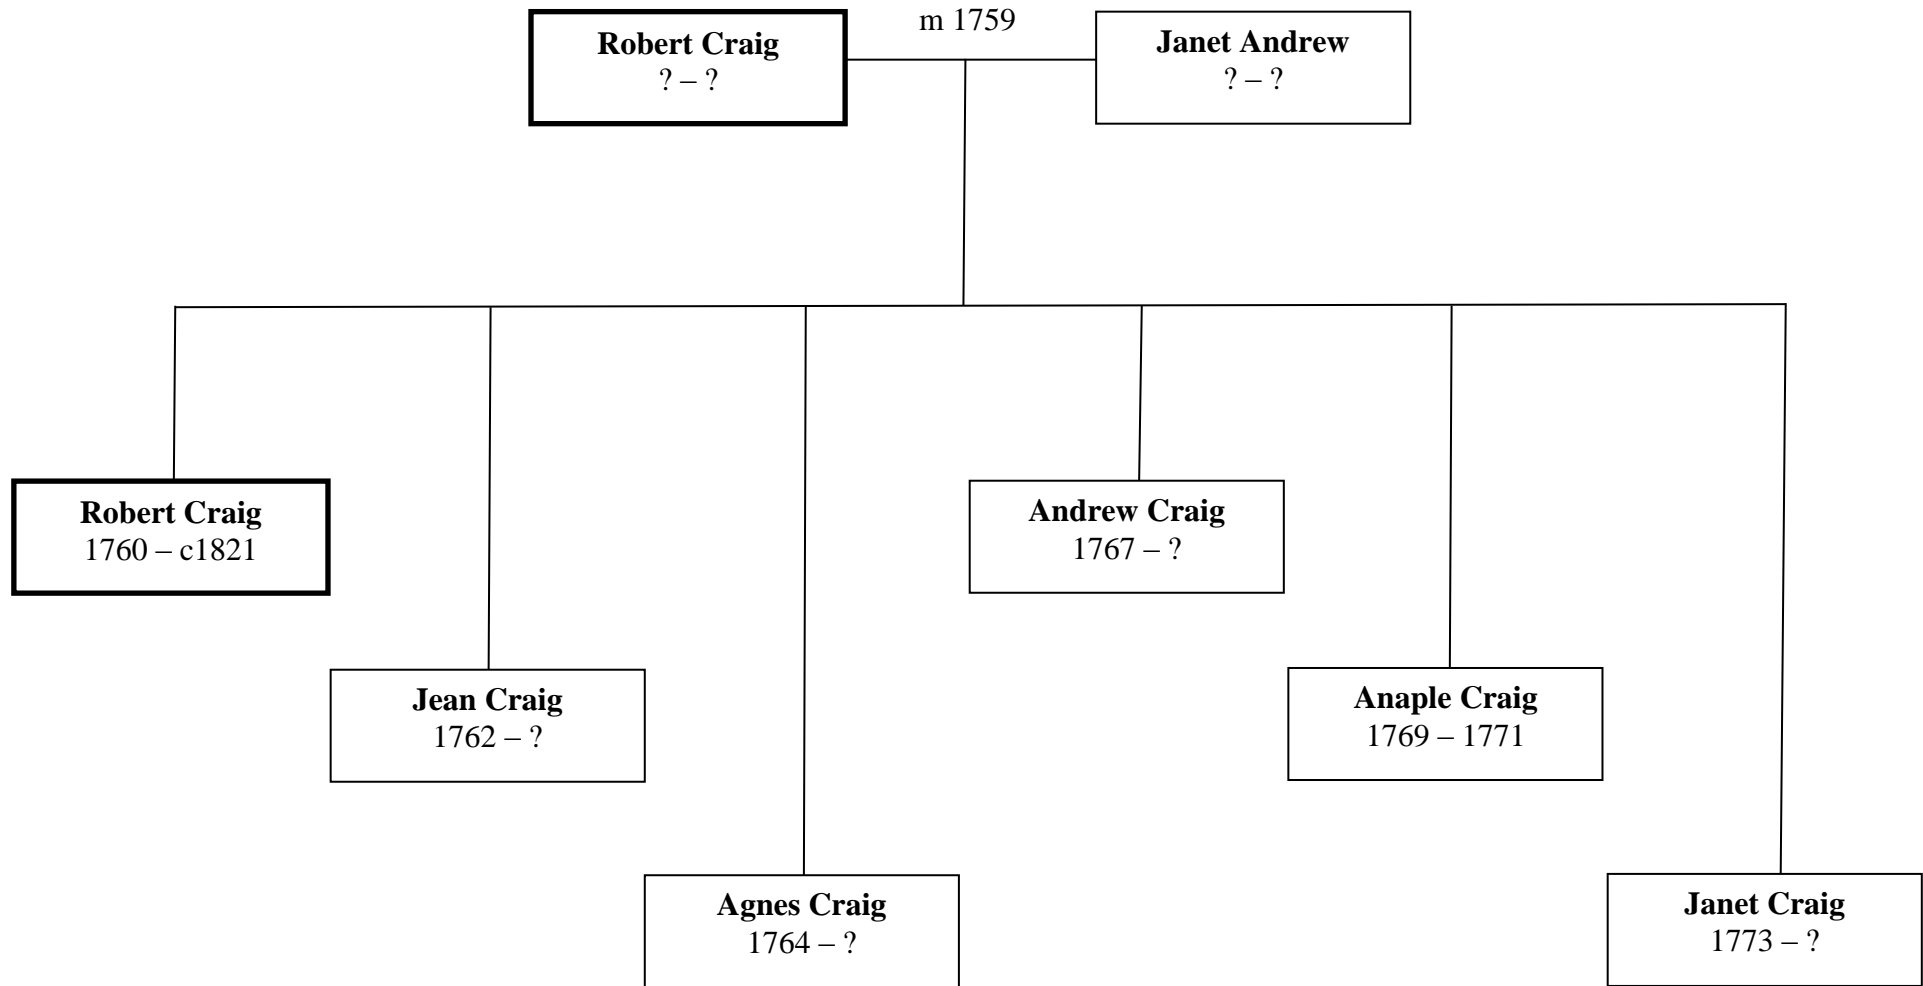 m 1759
Robert Craig
? – ?
Janet Andrew
? – ?
Robert Craig
1760 – c1821
Andrew Craig
1767 – ?
Jean Craig
1762 – ?
Anaple Craig
1769 – 1771
Agnes Craig
1764 – ?
Janet Craig
1773 – ?